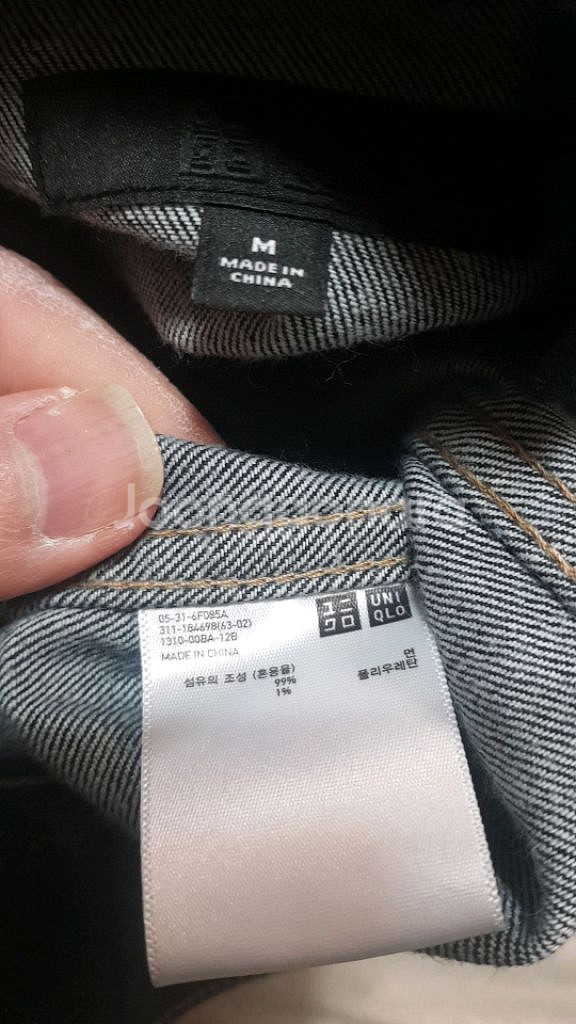 M
MADE IN
CHINA
05-31-6F085A
311-184698(63-02)
1310-008A-12B
MADE IN CHINA
UNI
QLO
섬유의 조성 (혼용율)
면 99%
폴리우레탄 1%